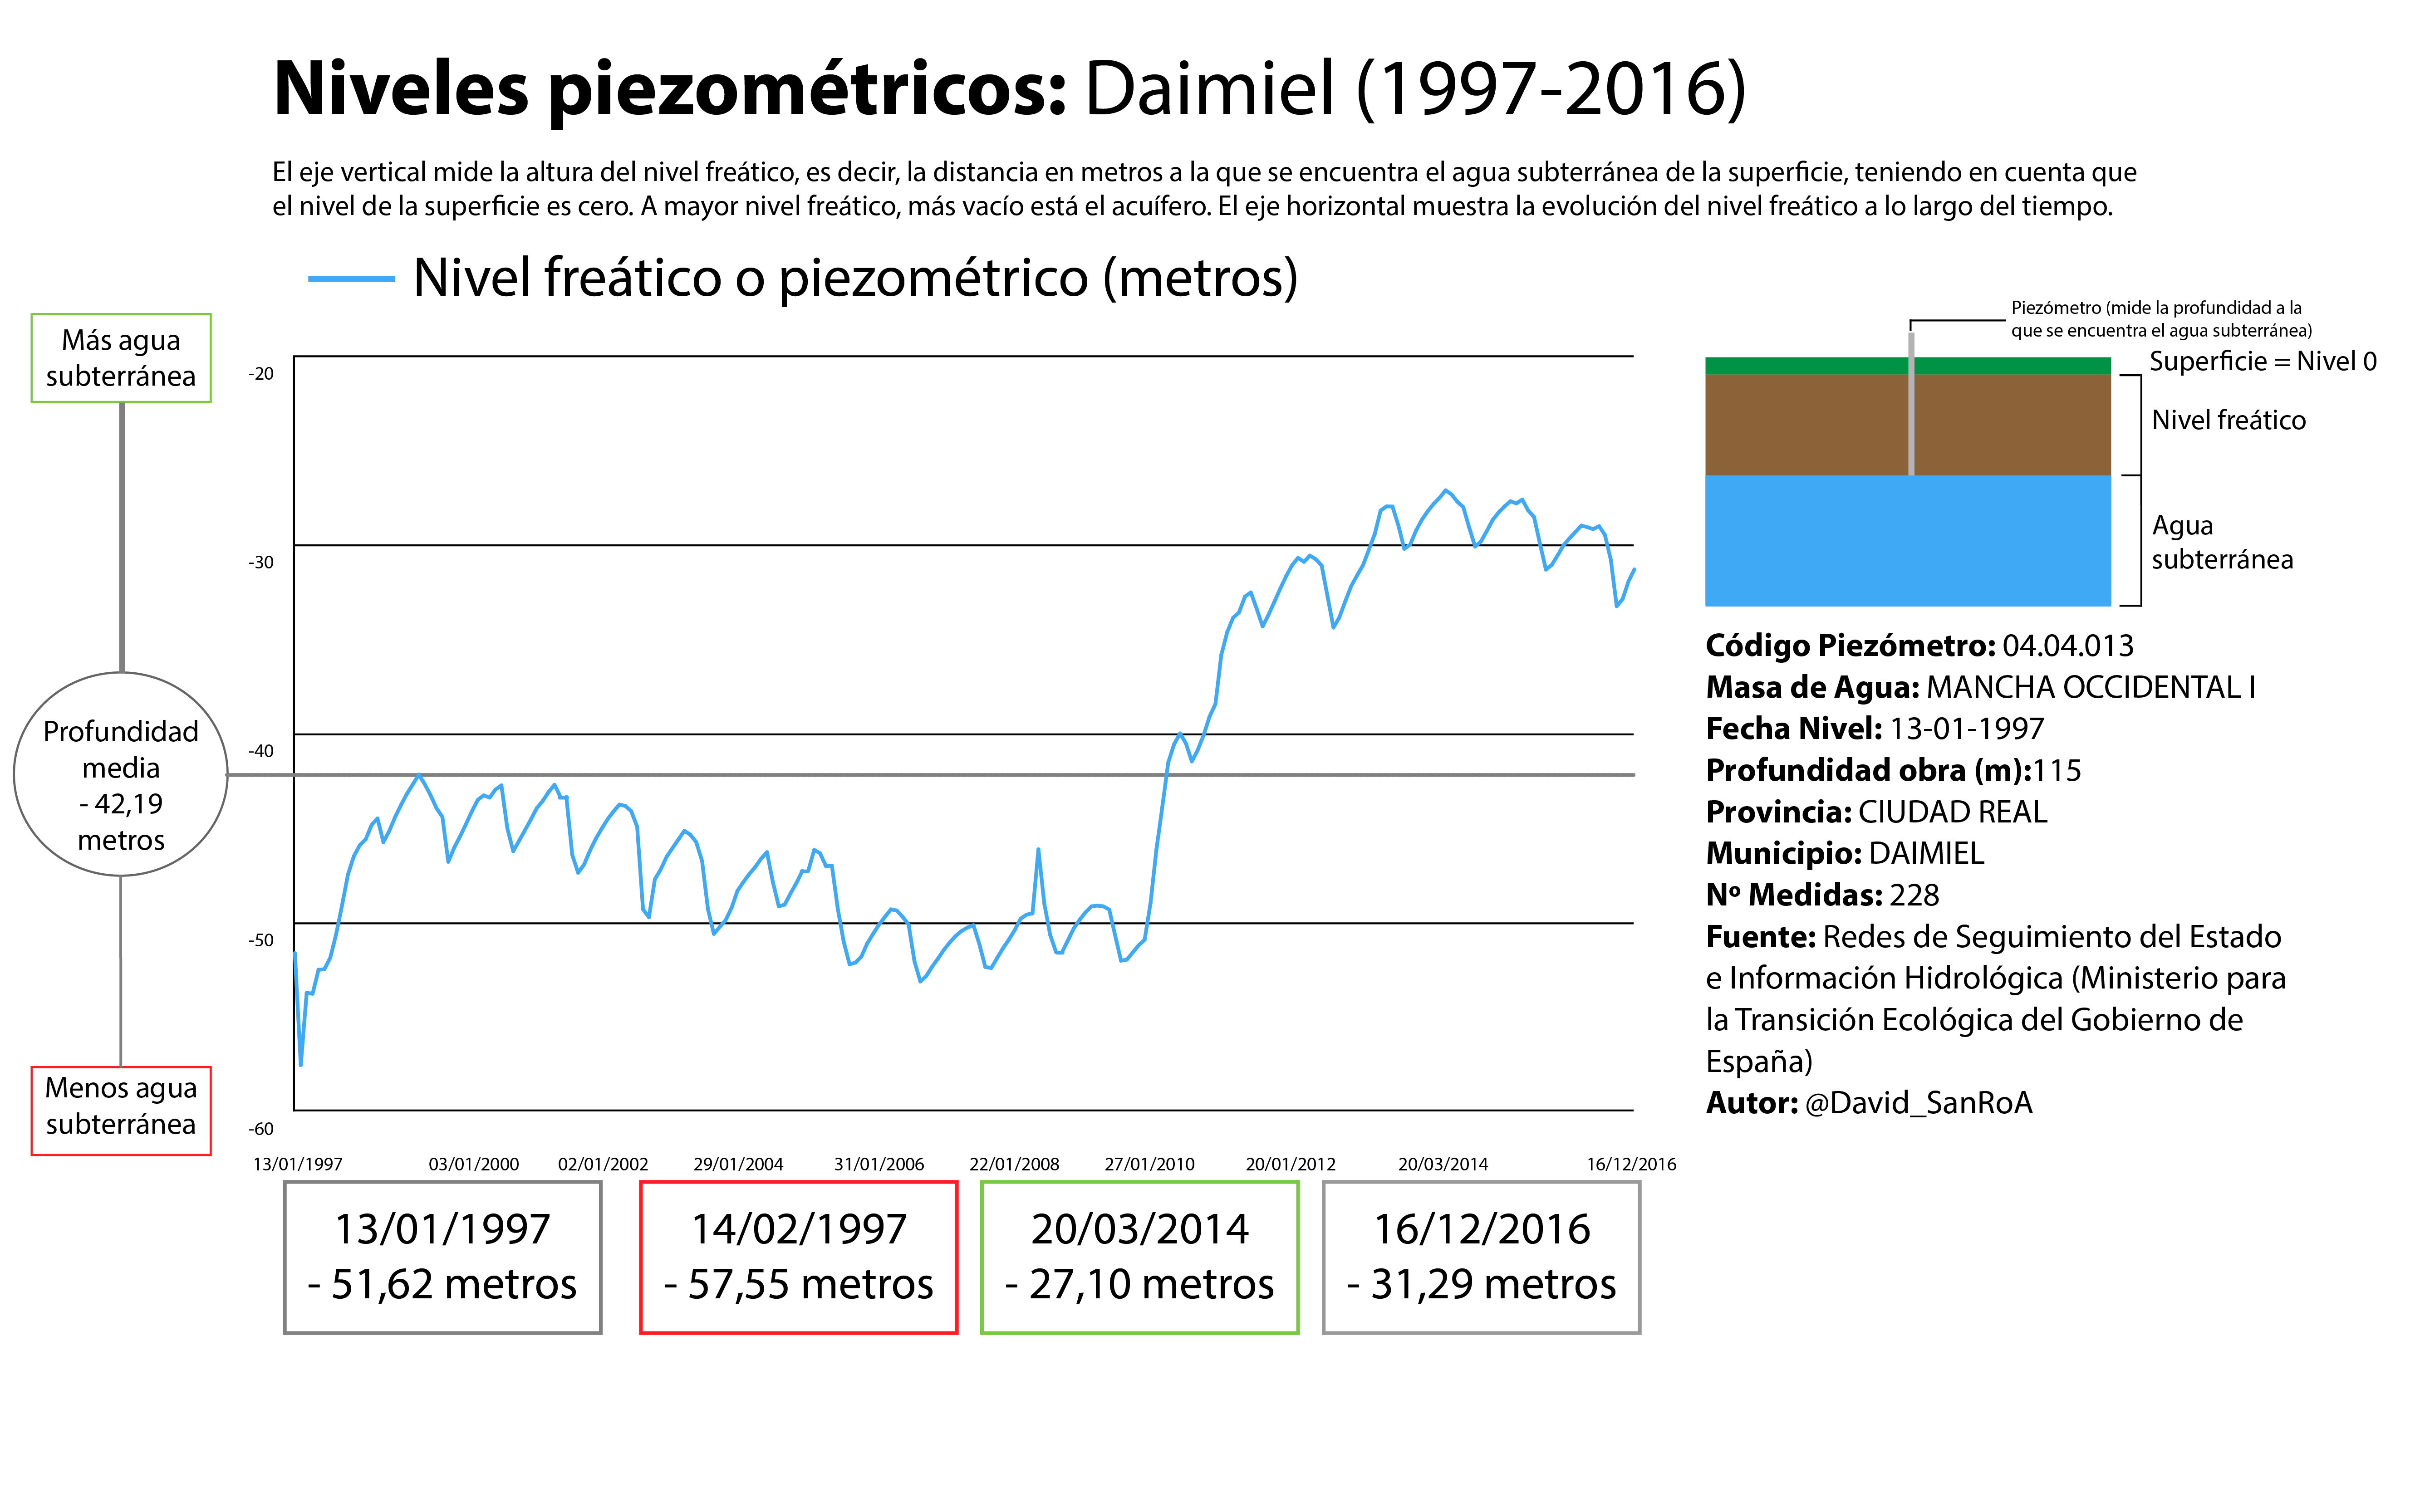 Niveles piezométricos: Daimiel (1997-2016)
El eje vertical mide la altura del nivel freático, es decir, la distancia en metros a la que se encuentra el agua subterránea de la superficie, teniendo en cuenta que
el nivel de la superficie es cero. A mayor nivel freático, más vacío está el acuífero. El eje horizontal muestra la evolución del nivel freático a lo largo del tiempo.
Nivel freático o piezométrico (metros)
Más agua
subterránea
Profundidad
media
- 42,19
metros
Menos agua
subterránea
-20
-30
-40
-50
-60
13/01/1997
03/01/2000
02/01/2002
29/01/2004
31/01/2006
22/01/2008
27/01/2010
20/01/2012
20/03/2014
16/12/2016
13/01/1997
- 51,62 metros
14/02/1997
- 57,55 metros
20/03/2014
- 27,10 metros
16/12/2016
- 31,29 metros
Piezómetro (mide la profundidad a la
que se encuentra el agua subterránea)
Superficie = Nivel 0
Nivel freático
Agua
subterránea
Código Piezómetro: 04.04.013
Masa de Agua: MANCHA OCCIDENTAL I
Fecha Nivel: 13-01-1997
Profundidad obra (m):115
Provincia: CIUDAD REAL
Municipio: DAIMIEL
Nº Medidas: 228
Fuente: Redes de Seguimiento del Estado
e Información Hidrológica (Ministerio para
la Transición Ecológica del Gobierno de
España)
Autor: @David_SanRoA